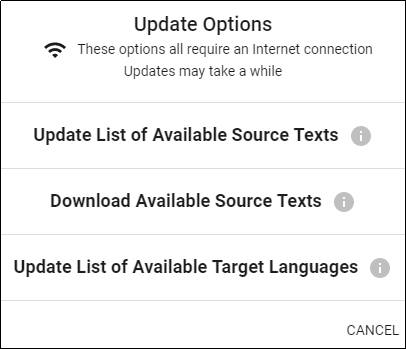 Update Options
These options all require an Internet connection
Updates may take a while
Update List of Available Source Texts
Download Available Source Texts
Update List of Available Target Languages
CANCEL